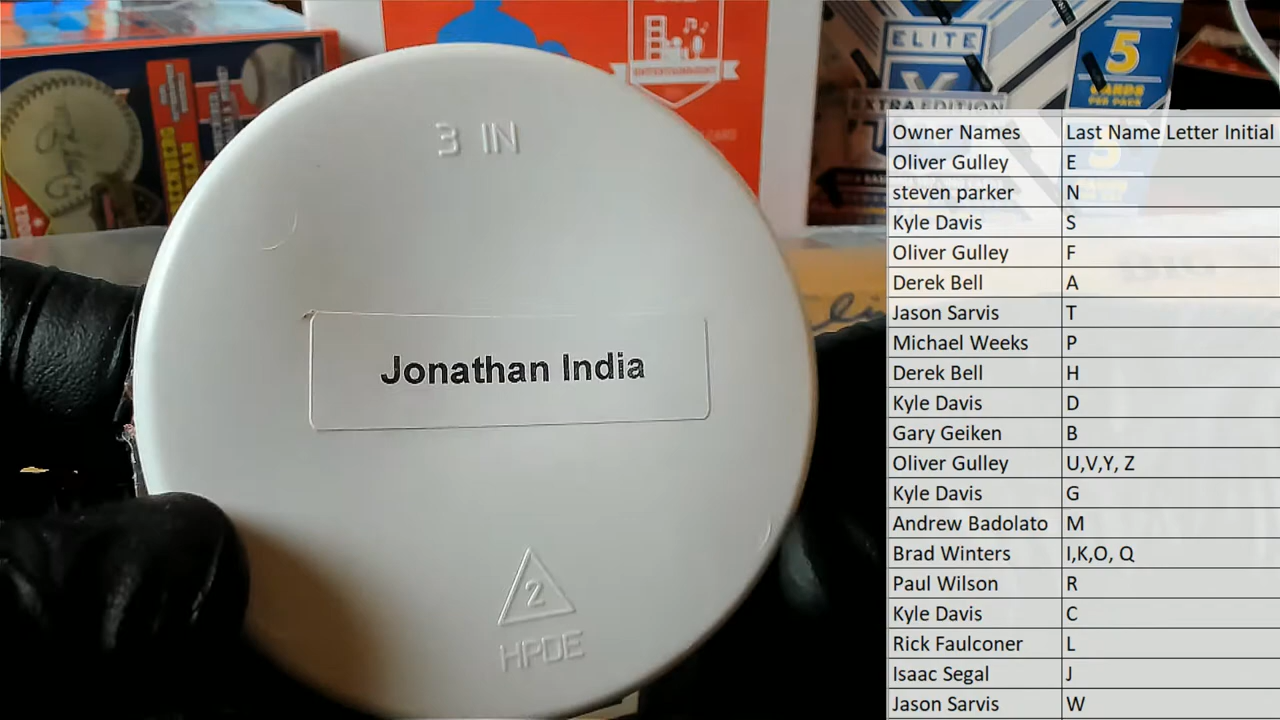 ENTERTAINMENT
ELITE
EXTRA EDITION
5
CARDS
PER PACK
3 IN
Jonathan India
2
HPDE
Owner Names Last Name Letter Initial
Oliver Gulley E
steven parker N
Kyle Davis S
Oliver Gulley F
Derek Bell A
Jason Sarvis T
Michael Weeks P
Derek Bell H
Kyle Davis D
Gary Geiken B
Oliver Gulley U,V,Y, Z
Kyle Davis G
Andrew Badolato M
Brad Winters I,K,O, Q
Paul Wilson R
Kyle Davis C
Rick Faulconer L
Isaac Segal J
Jason Sarvis W